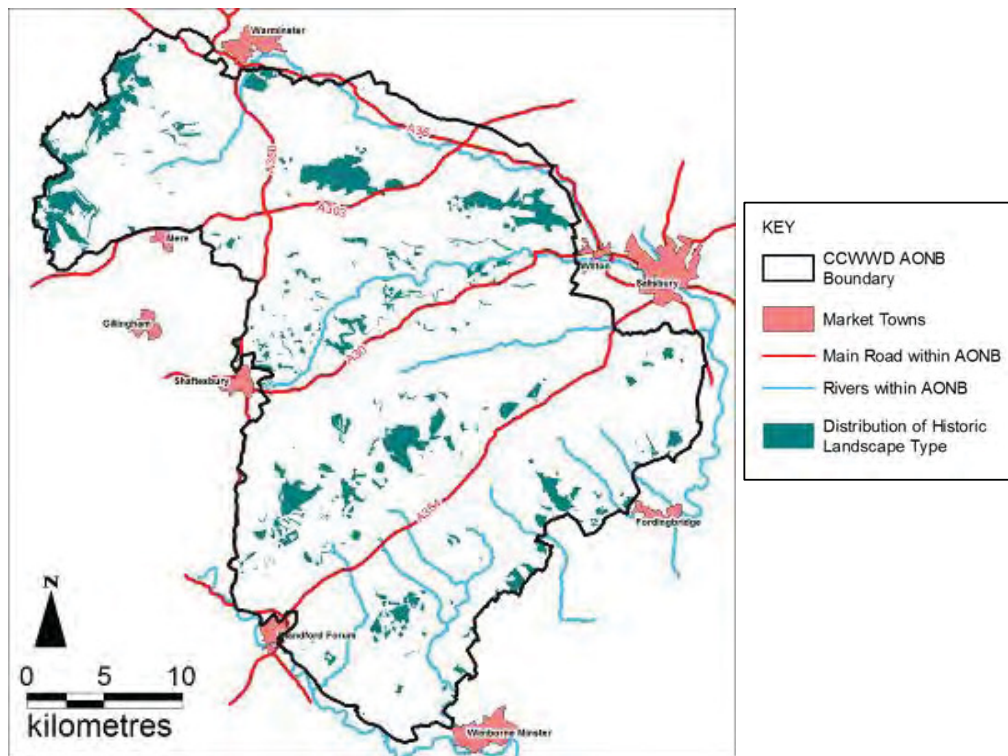 Warminster
A36
A350
A303
Mere
Wilton
Salisbury
Gillingham
A30
Shaftesbury
A354
Fordingbridge
N
landford Forum
Wimborne Minster
0 5 10
kilometres
KEY
CCWWD AONB
Boundary
Market Towns
Main Road within AONB
Rivers within AONB
Distribution of Historic
Landscape Type